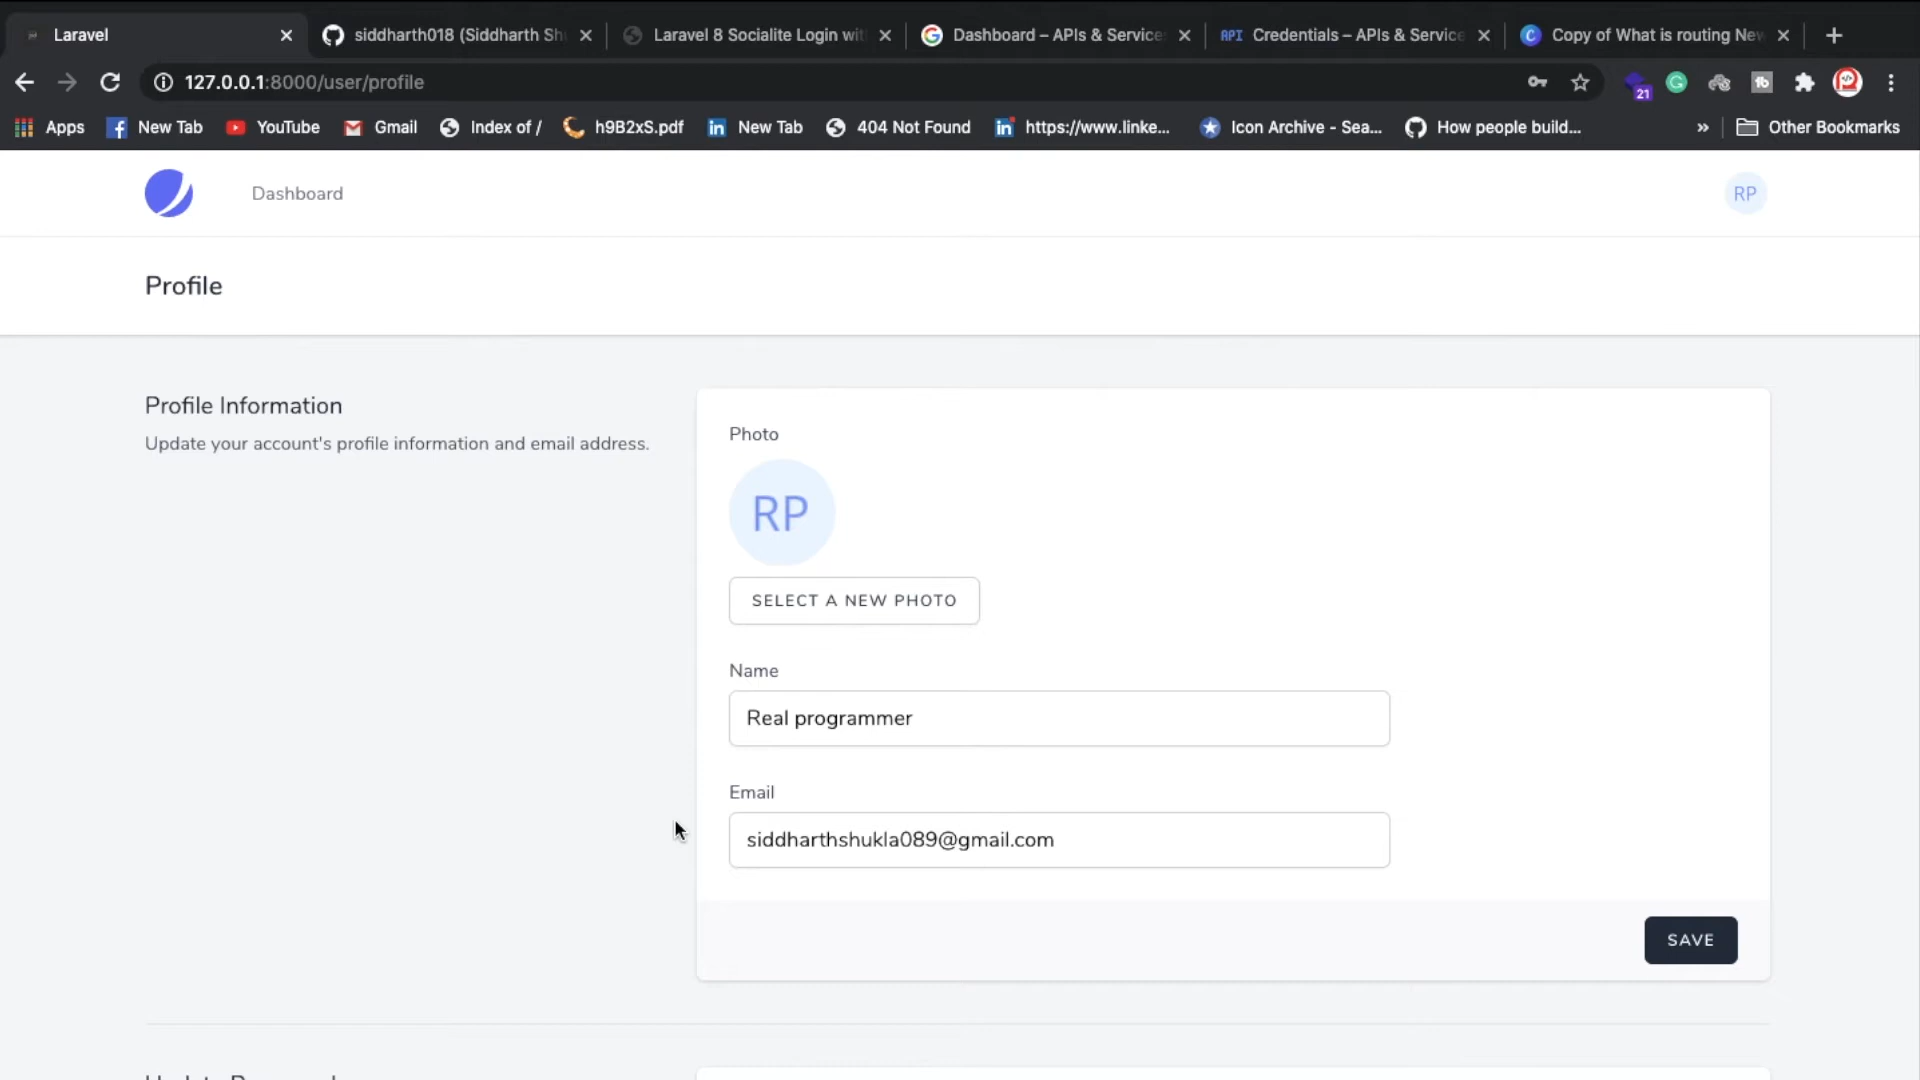 Laravel
siddharth018 (Siddharth Sh
Laravel 8 Socialite Login wit
Dashboard – APIs & Service
API
Credentials – APIs & Service
C
Copy of What is routing New
127.0.0.1:8000/user/profile
21
Apps
New Tab
YouTube
Gmail
Index of /
h9B2xS.pdf
New Tab
404 Not Found
https://www.linke...
Icon Archive - Sea...
How people build...
»
Other Bookmarks
Dashboard
RP
Profile
Profile Information
Update your account's profile information and email address.
Photo
RP
SELECT A NEW PHOTO
Name
Real programmer
Email
siddharthshukla089@gmail.com
SAVE